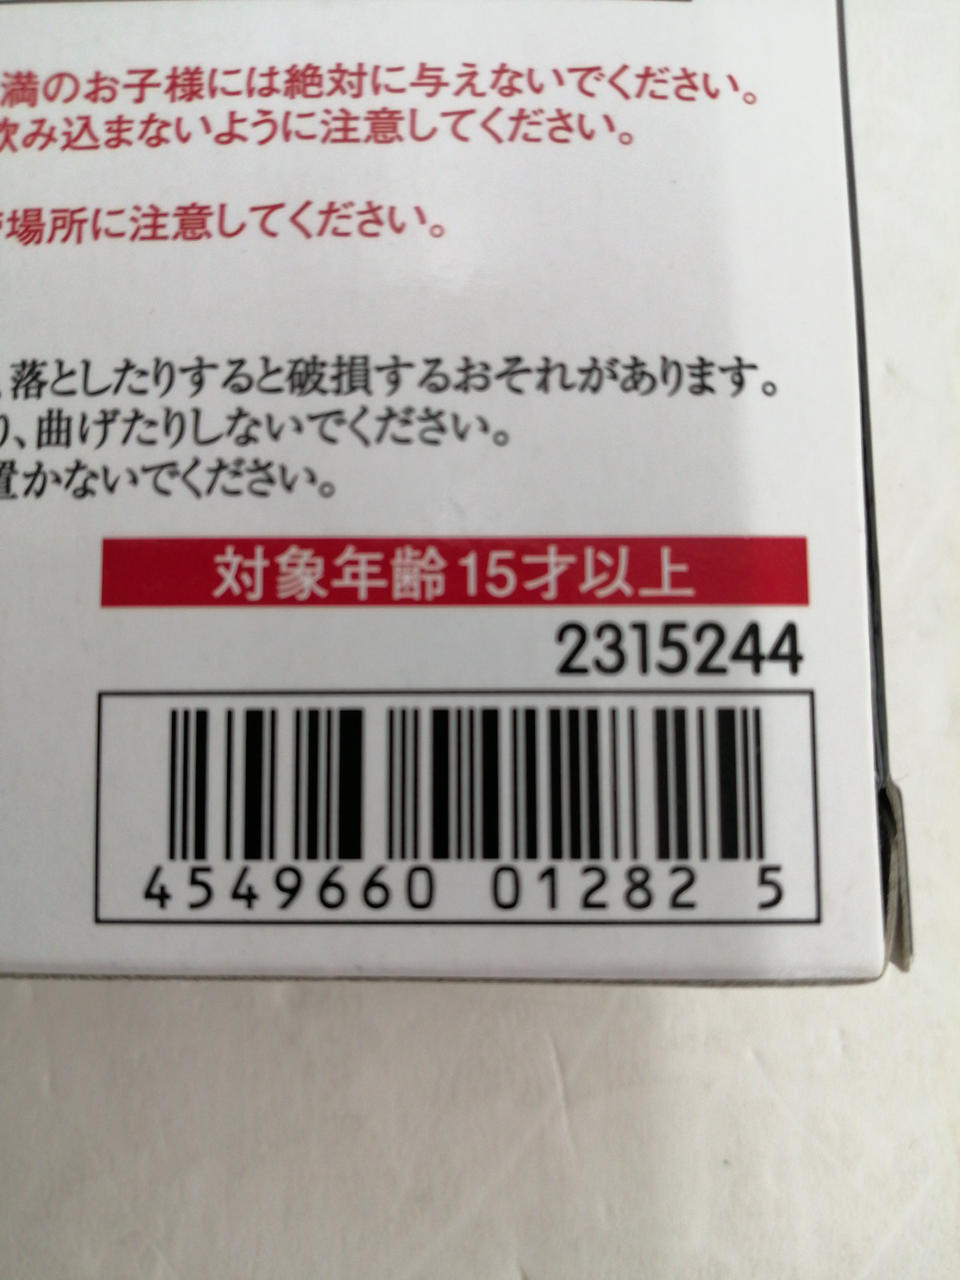 満のお子様には絶対に与えないでください。
飲み込まないように注意してください。
場所に注意してください。
、落としたりすると破損するおそれがあります。
り、曲げたりしないでください。
置かないでください。
対象年齢15才以上
2315244
4549660 01282 5